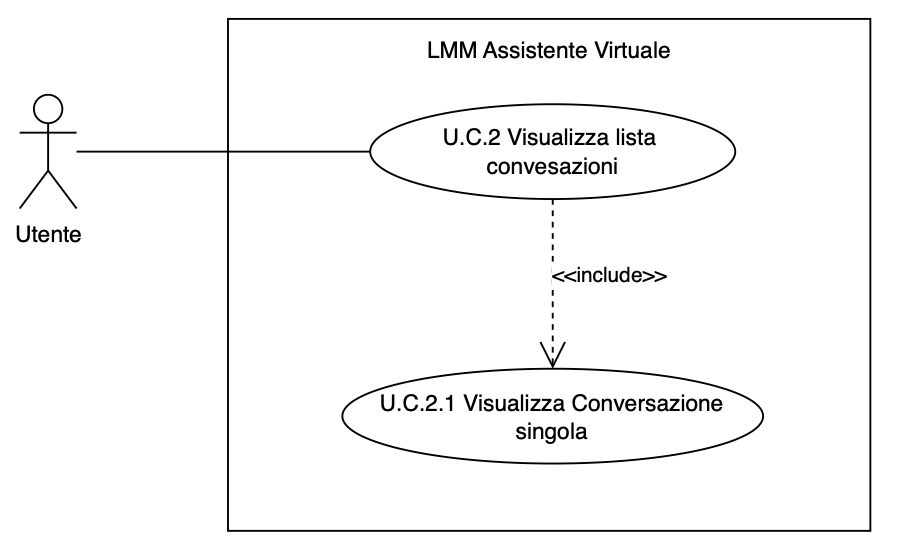 LMM Assistente Virtuale
U.C.2 Visualizza lista
convesazioni
Utente
<<include>>
U.C.2.1 Visualizza Conversazione
singola